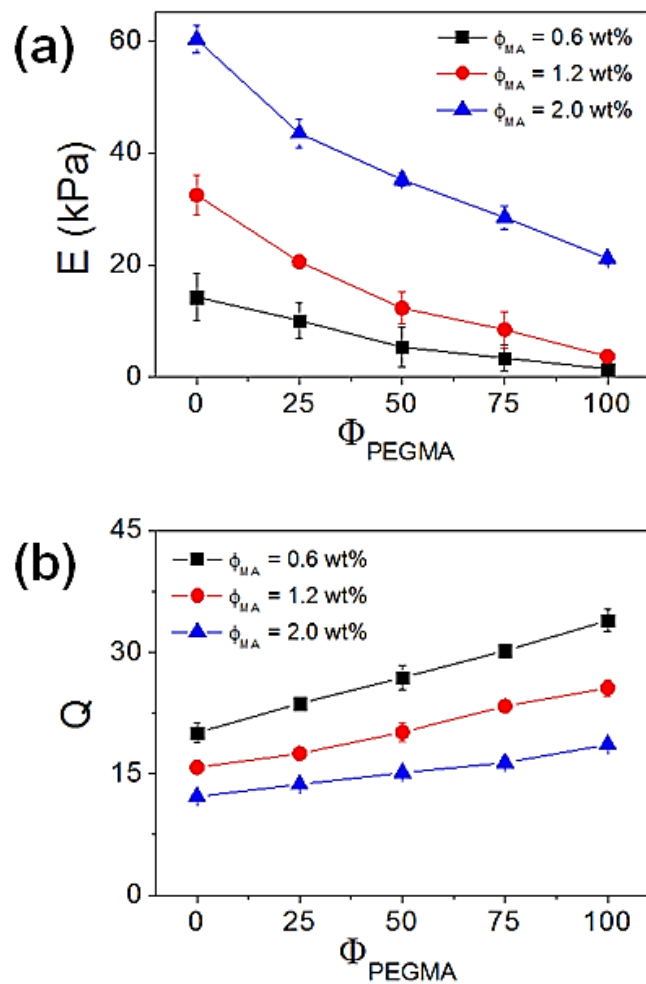 (a)
E (kPa)
60
40
20
0
ϕMA = 0.6 wt%
ϕMA = 1.2 wt%
ϕMA = 2.0 wt%
0 25 50 75 100
ΦPEGMA
(b)
Q
45
30
15
0
ϕMA = 0.6 wt%
ϕMA = 1.2 wt%
ϕMA = 2.0 wt%
0 25 50 75 100
ΦPEGMA